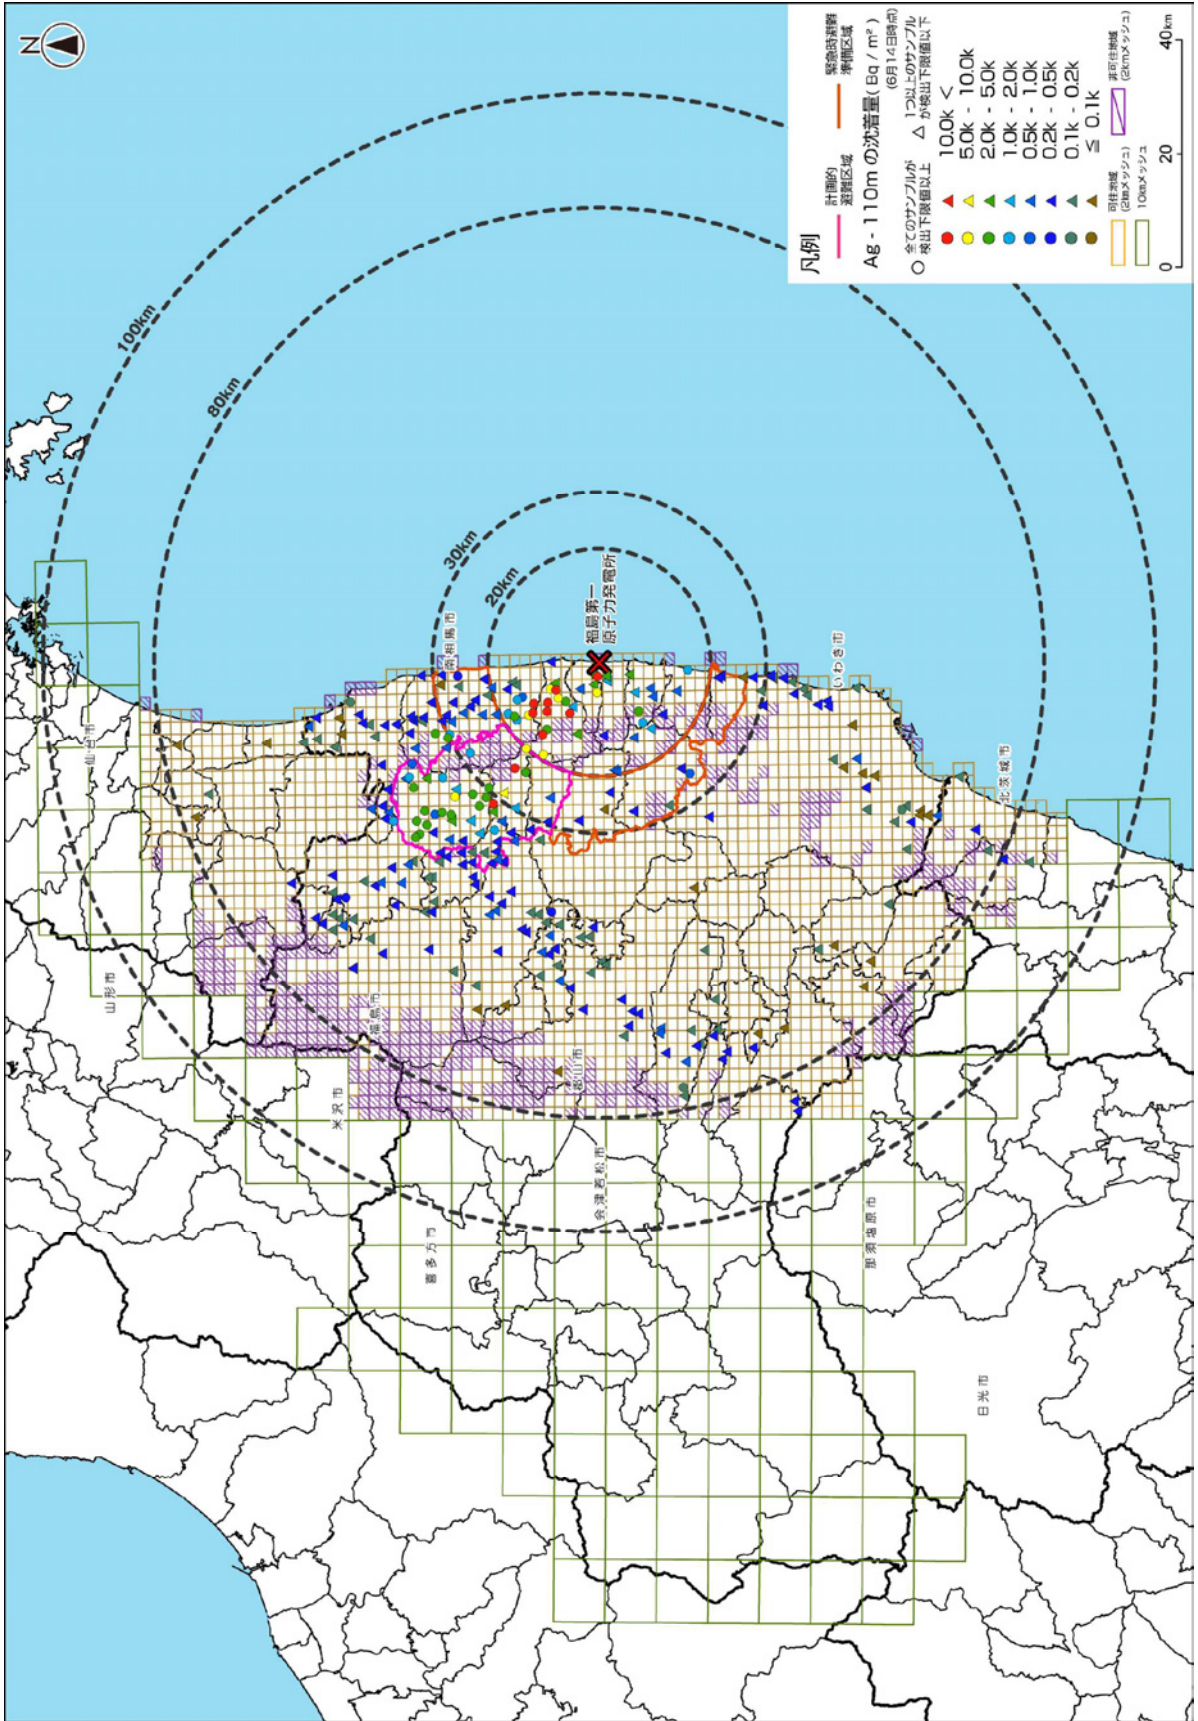 N
100km
80km
30km
20km
仙台市
山形市
南相馬市
福島市
米沢市
福島第一
原子力発電所
郡山市
会津若松市
喜多方市
いわき市
北茨城市
那須塩原市
日光市
凡例
計画的
避難区域
緊急時避難
準備区域
Ag - 110m の沈着量( Bq / m² )
(6月14日時点)
○ 全てのサンプルが
検出下限値以上
△ 1つ以上のサンプル
が検出下限値以下
10.0k <
5.0k - 10.0k
2.0k - 5.0k
1.0k - 2.0k
0.5k - 1.0k
0.2k - 0.5k
0.1k - 0.2k
≦ 0.1k
可住地域
(2kmメッシュ)
非可住地域
(2kmメッシュ)
10kmメッシュ
0 20 40km